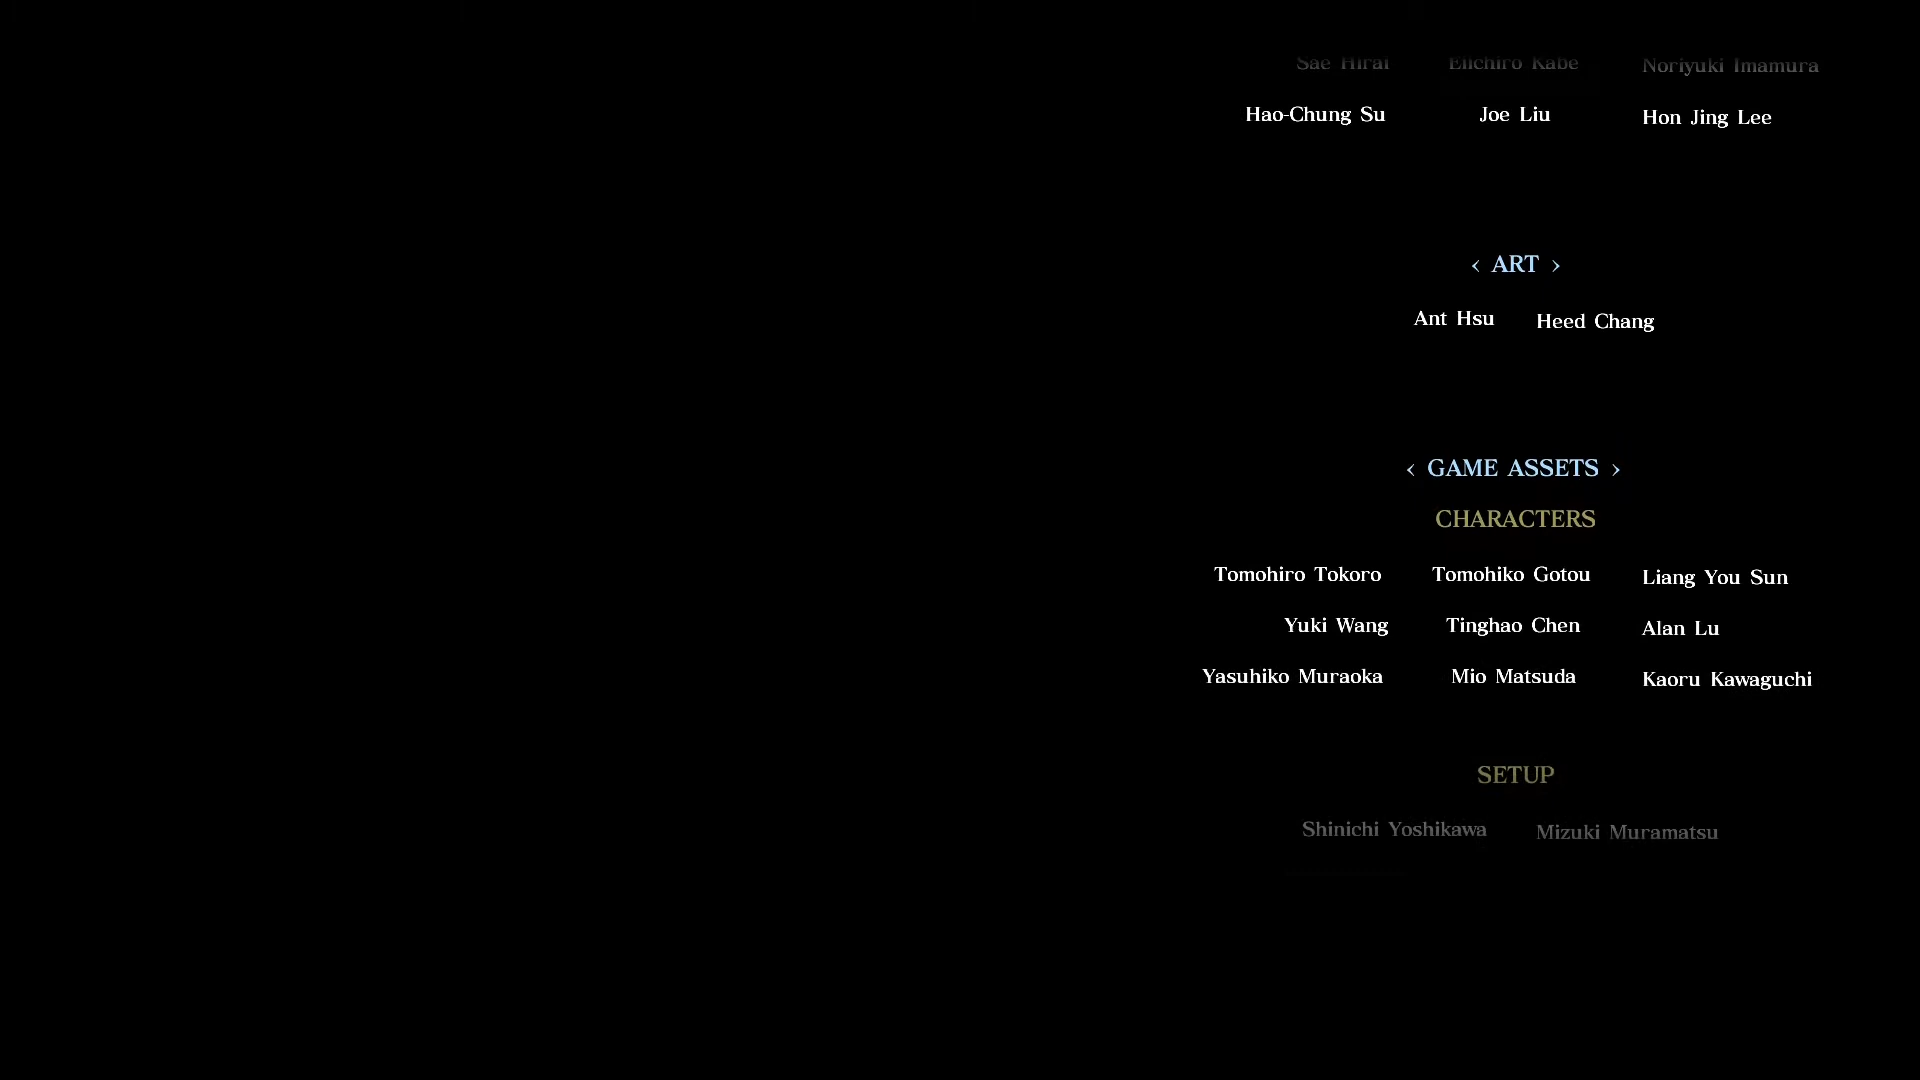 Sae Hirai Eiichiro Kabe Noriyuki Imamura
Hao-Chung Su Joe Liu Hon Jing Lee
‹ ART ›
Ant Hsu Heed Chang
‹ GAME ASSETS ›
CHARACTERS
Tomohiro Tokoro Tomohiko Gotou Liang You Sun
Yuki Wang Tinghao Chen Alan Lu
Yasuhiko Muraoka Mio Matsuda Kaoru Kawaguchi
SETUP
Shinichi Yoshikawa Mizuki Muramatsu